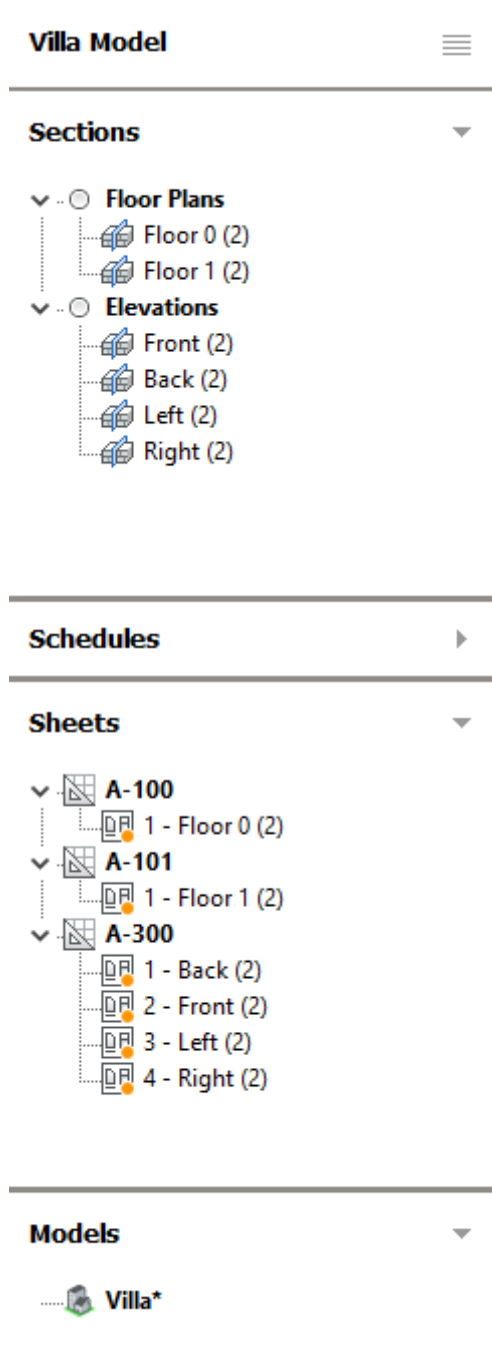 Villa Model
Sections
Floor Plans
Floor 0 (2)
Floor 1 (2)
Elevations
Front (2)
Back (2)
Left (2)
Right (2)
Schedules
Sheets
A-100
1 - Floor 0 (2)
A-101
1 - Floor 1 (2)
A-300
1 - Back (2)
2 - Front (2)
3 - Left (2)
4 - Right (2)
Models
Villa*